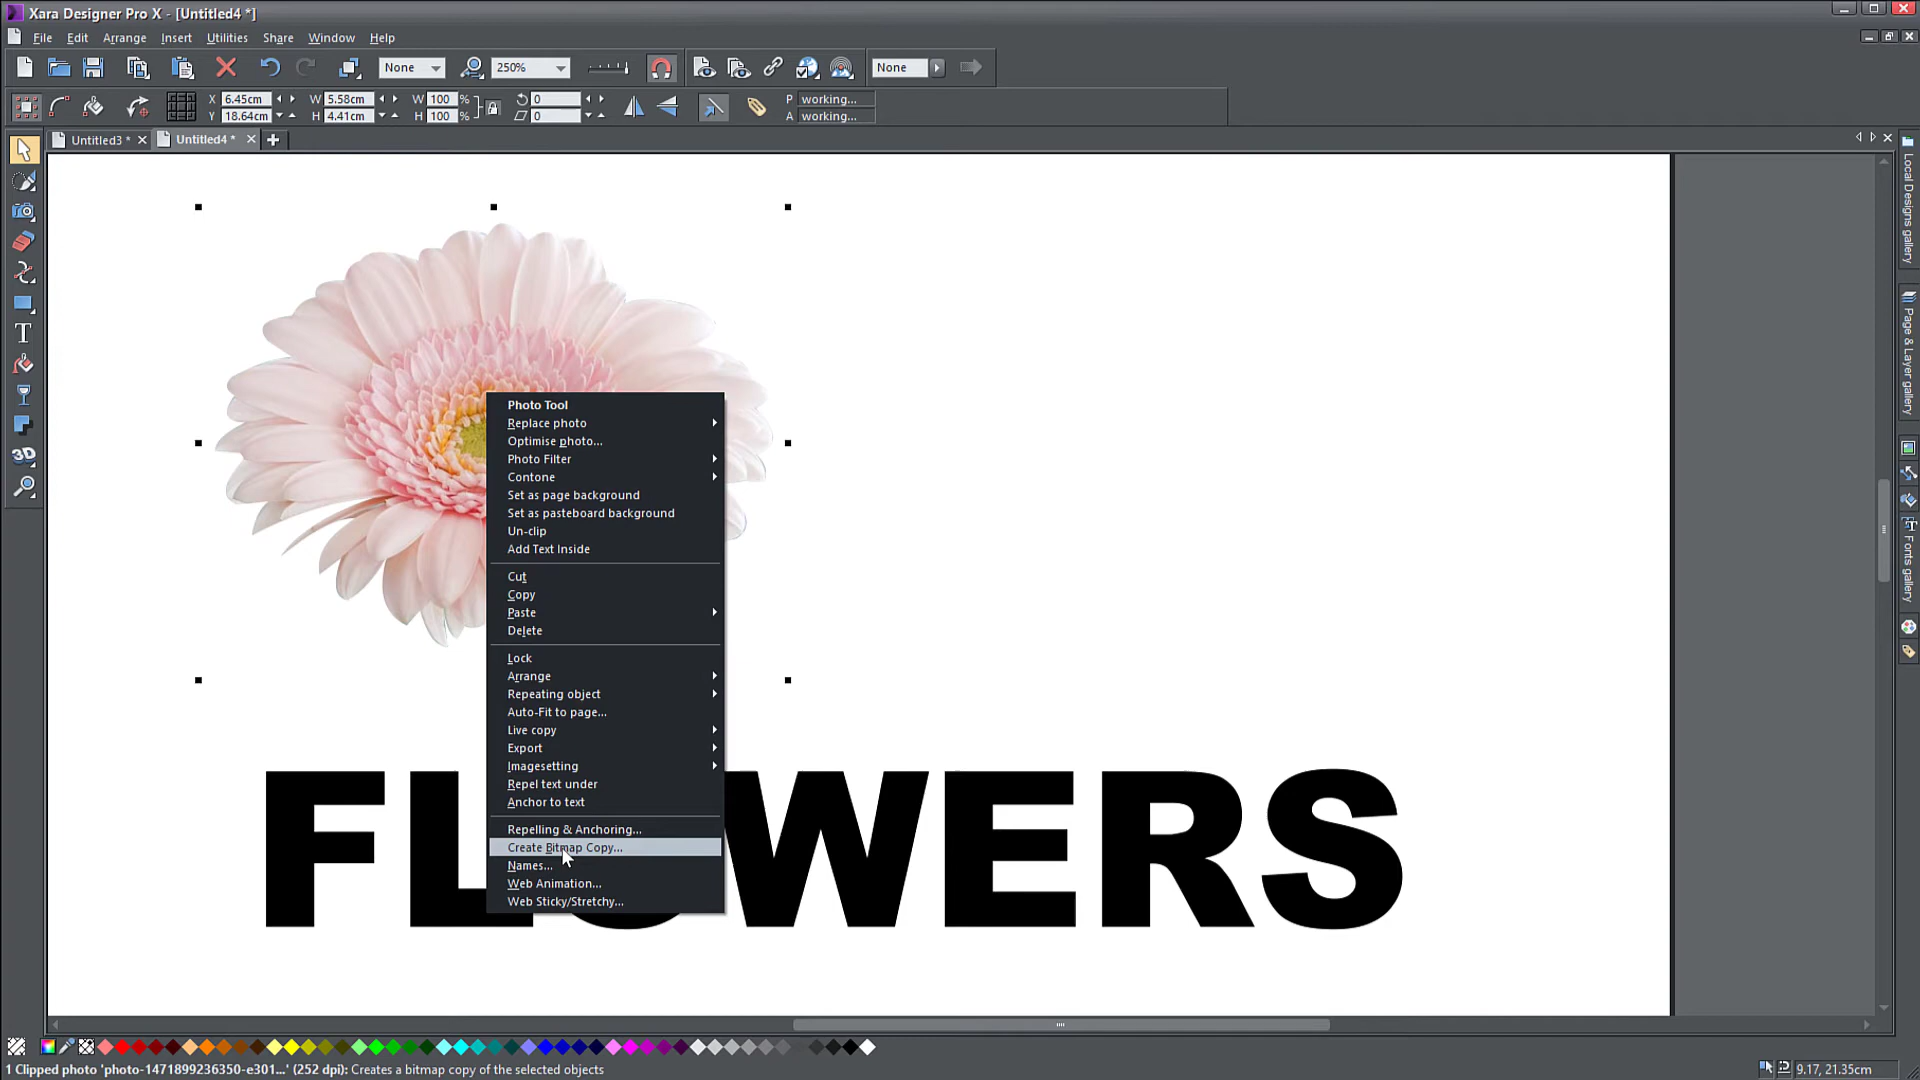 Xara Designer Pro X - [Untitled4 *]
File Edit Arrange Insert Utilities Share Window Help
None 250% None
X 6.45cm W 5.58cm W 100 % 0 P working...
Y 18.64cm H 4.41cm H 100 % 0 A working...
Untitled3 * Untitled4 *
Local Designs gallery
Page & Layer gallery
Fonts gallery
T
3D
Photo Tool
Replace photo
Optimise photo...
Photo Filter
Contone
Set as page background
Set as pasteboard background
Un-clip
Add Text Inside
Cut
Copy
Paste
Delete
Lock
Arrange
Repeating object
Auto-Fit to page...
Live copy
Export
Imagesetting
Repel text under
Anchor to text
Repelling & Anchoring...
Create Bitmap Copy...
Names...
Web Animation...
Web Sticky/Stretchy...
FLOWERS
1 Clipped photo 'photo-1471899236350-e301...' (252 dpi): Creates a bitmap copy of the selected objects
9.17, 21.35cm